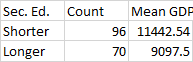 Sec. Ed. Count Mean GDP
Shorter 96 11442.54
Longer 70 9097.5